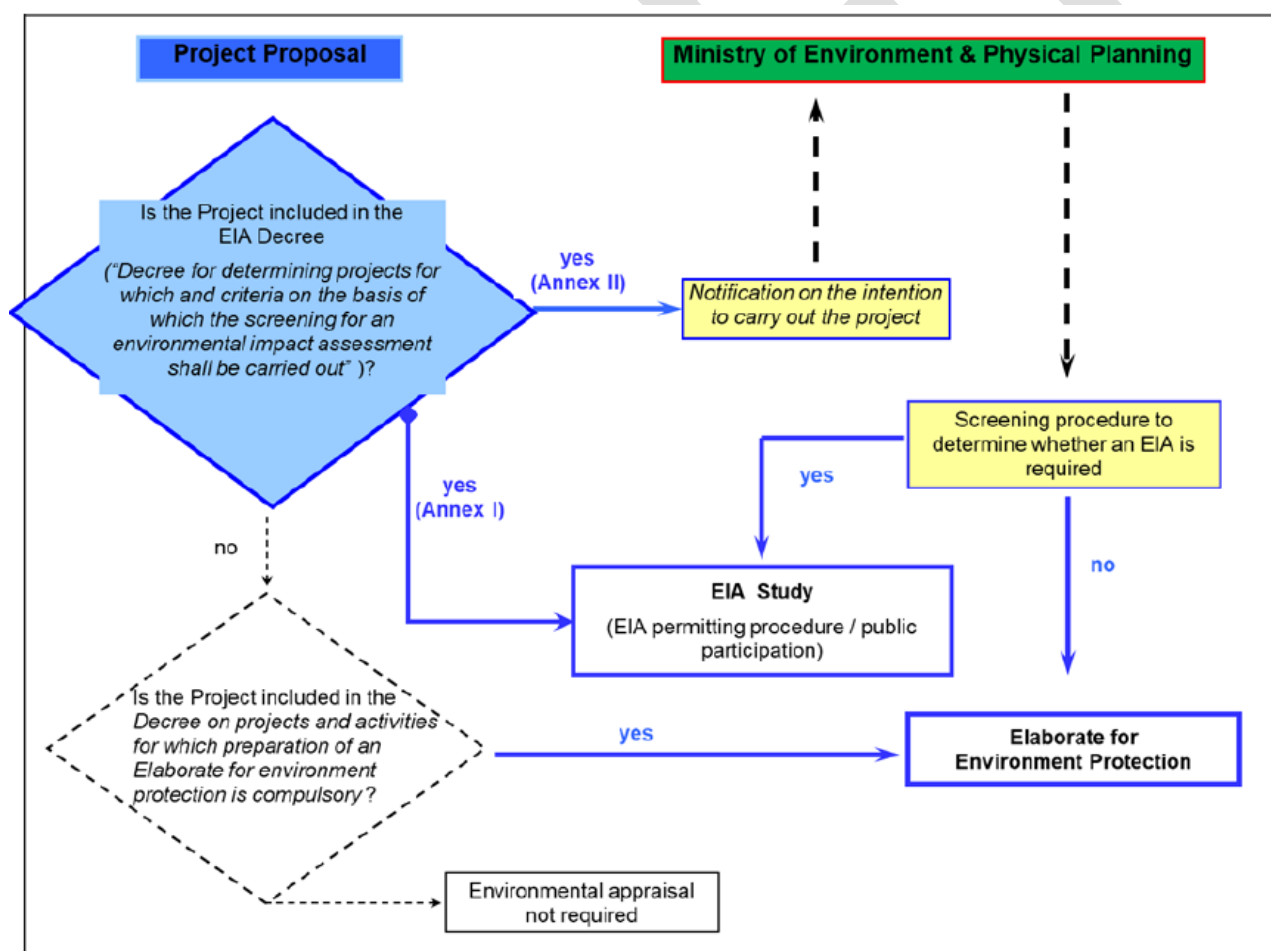 Project Proposal
Ministry of Environment & Physical Planning
Is the Project included in the
EIA Decree
("Decree for determining projects for
which and criteria on the basis of
which the screening for an
environmental impact assessment
shall be carried out" )?
yes
(Annex II)
Notification on the intention
to carry out the project
Screening procedure to
determine whether an EIA is
required
yes
yes
(Annex I)
no
no
EIA Study
(EIA permitting procedure / public
participation)
Is the Project included in the
Decree on projects and activities
for which preparation of an
Elaborate for environment
protection is compulsory?
yes
Elaborate for
Environment Protection
Environmental appraisal
not required